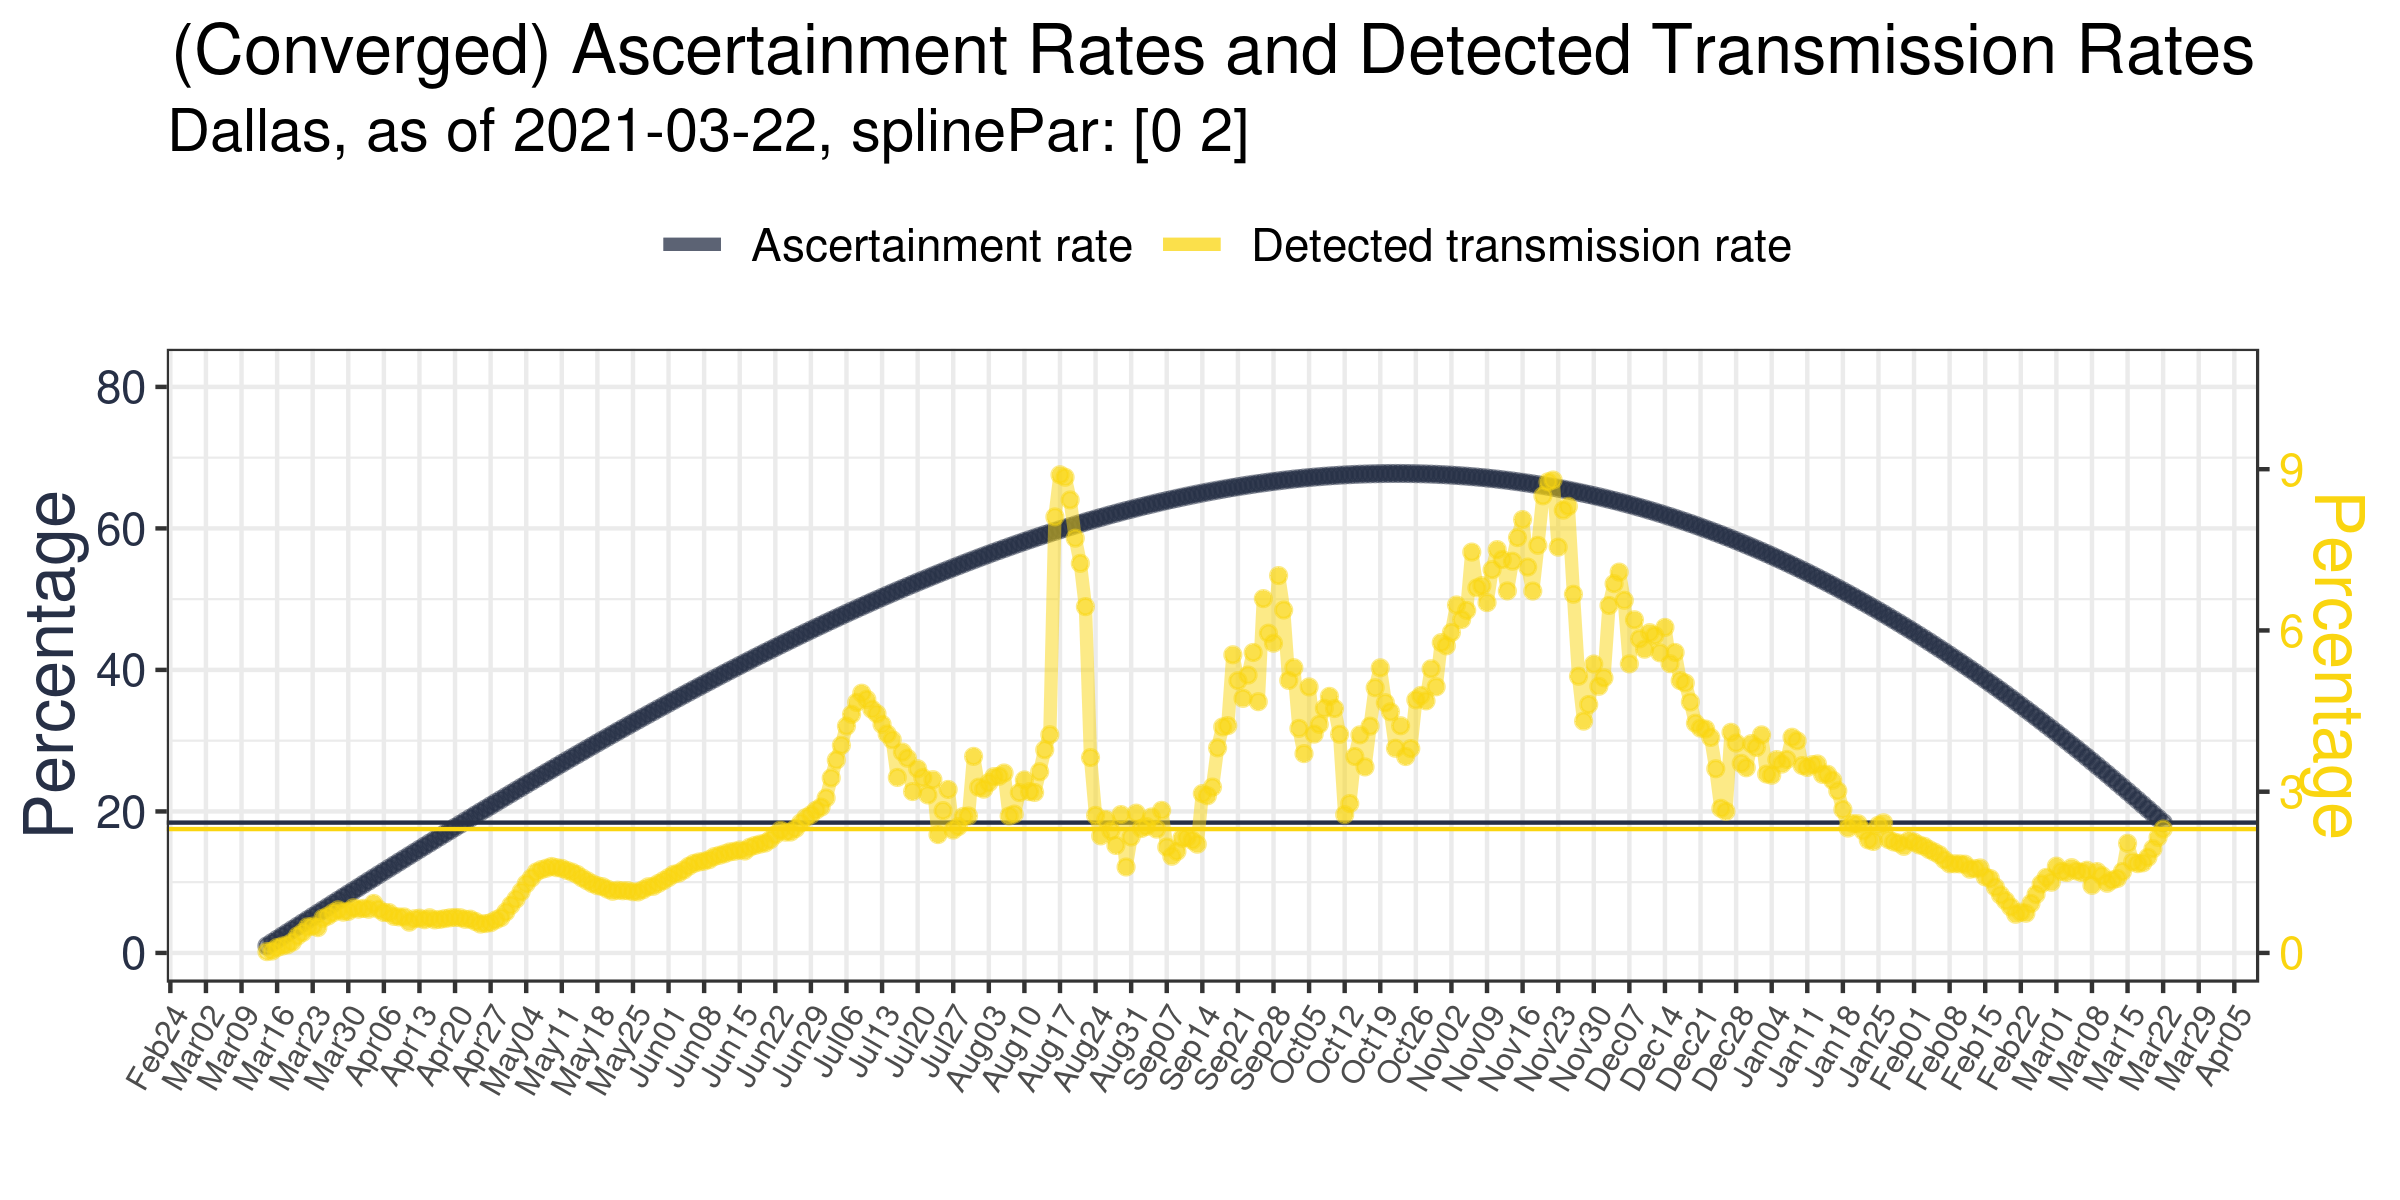 (Converged) Ascertainment Rates and Detected Transmission Rates
Dallas, as of 2021-03-22, splinePar: [0 2]
Ascertainment rate Detected transmission rate
Percentage
80
60
40
20
0
9
6
3
0
Percentage
Feb24 Mar02 Mar09 Mar16 Mar23 Mar30 Apr06 Apr13 Apr20 Apr27 May04 May11 May18 May25 Jun01 Jun08 Jun15 Jun22 Jun29 Jul06 Jul13 Jul20 Jul27 Aug03 Aug10 Aug17 Aug24 Aug31 Sep07 Sep14 Sep21 Sep28 Oct05 Oct12 Oct19 Oct26 Nov02 Nov09 Nov16 Nov23 Nov30 Dec07 Dec14 Dec21 Dec28 Jan04 Jan11 Jan18 Jan25 Feb01 Feb08 Feb15 Feb22 Mar01 Mar08 Mar15 Mar22 Mar29 Apr05